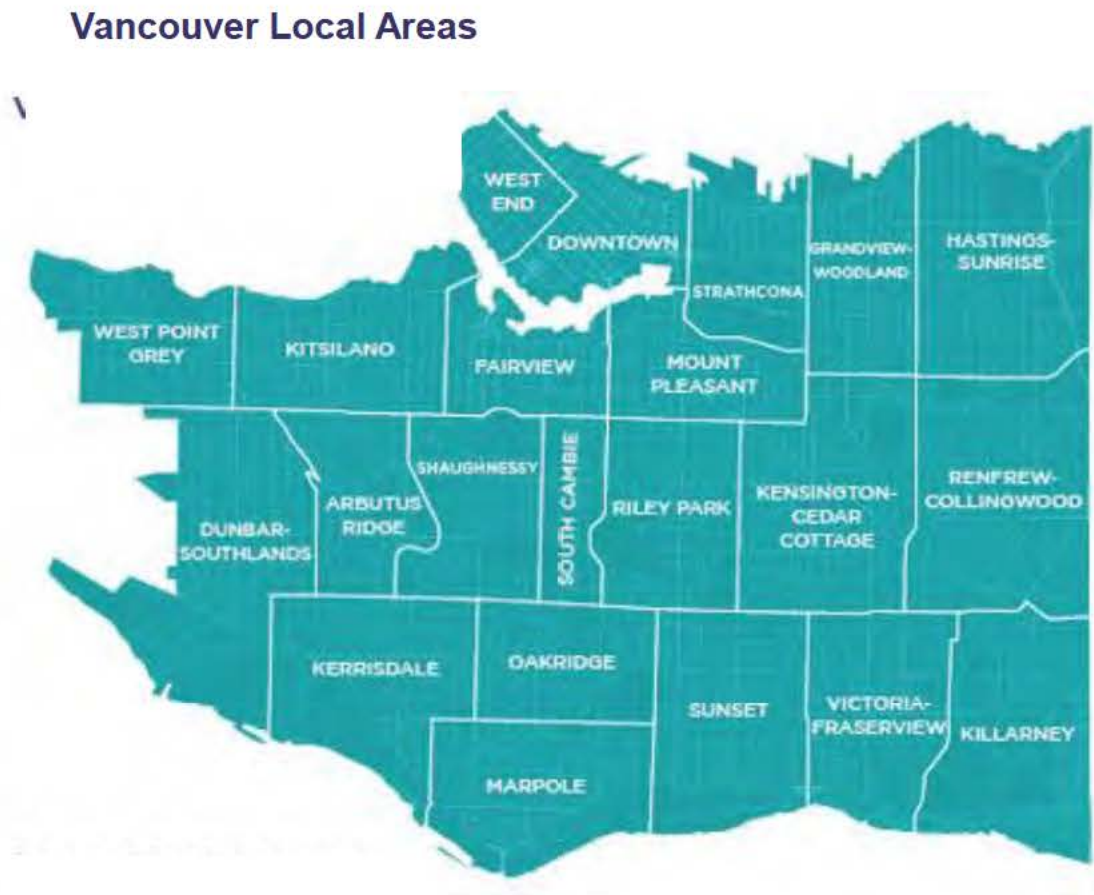 Vancouver Local Areas
WEST
END
DOWNTOWN
STRATHCONA
GRANDVIEW-
WOODLAND
HASTINGS-
SUNRISE
WEST POINT
GREY
KITSILANO
FAIRVIEW
MOUNT
PLEASANT
DUNBAR-
SOUTHLANDS
ARBUTUS
RIDGE
SHAUGHNESSY
SOUTH CAMBIE
RILEY PARK
KENSINGTON-
CEDAR
COTTAGE
RENFREW-
COLLINGWOOD
KERRISDALE
OAKRIDGE
MARPOLE
SUNSET
VICTORIA-
FRASERVIEW
KILLARNEY